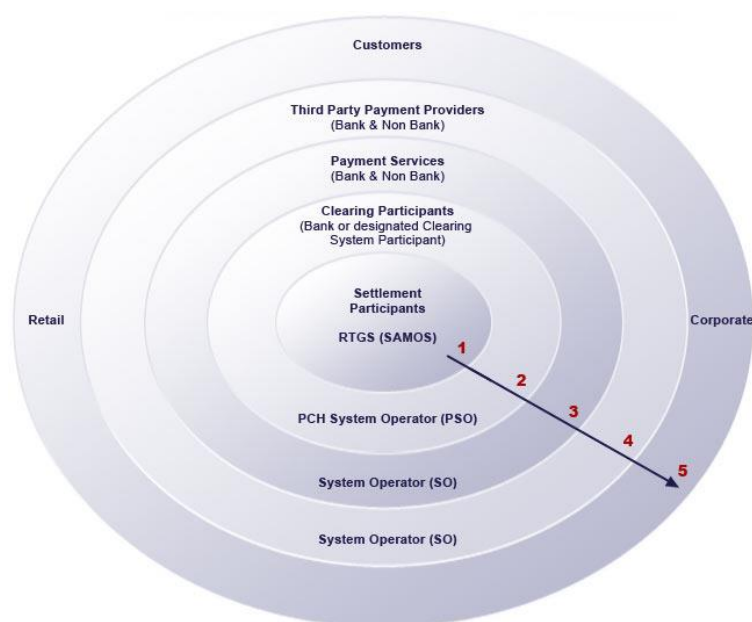 Customers
Third Party Payment Providers
(Bank & Non Bank)
Payment Services
(Bank & Non Bank)
Clearing Participants
(Bank or designated Clearing
System Participant)
Settlement
Participants
Retail
Corporate
RTGS (SAMOS)
1
2
3
4
5
PCH System Operator (PSO)
System Operator (SO)
System Operator (SO)